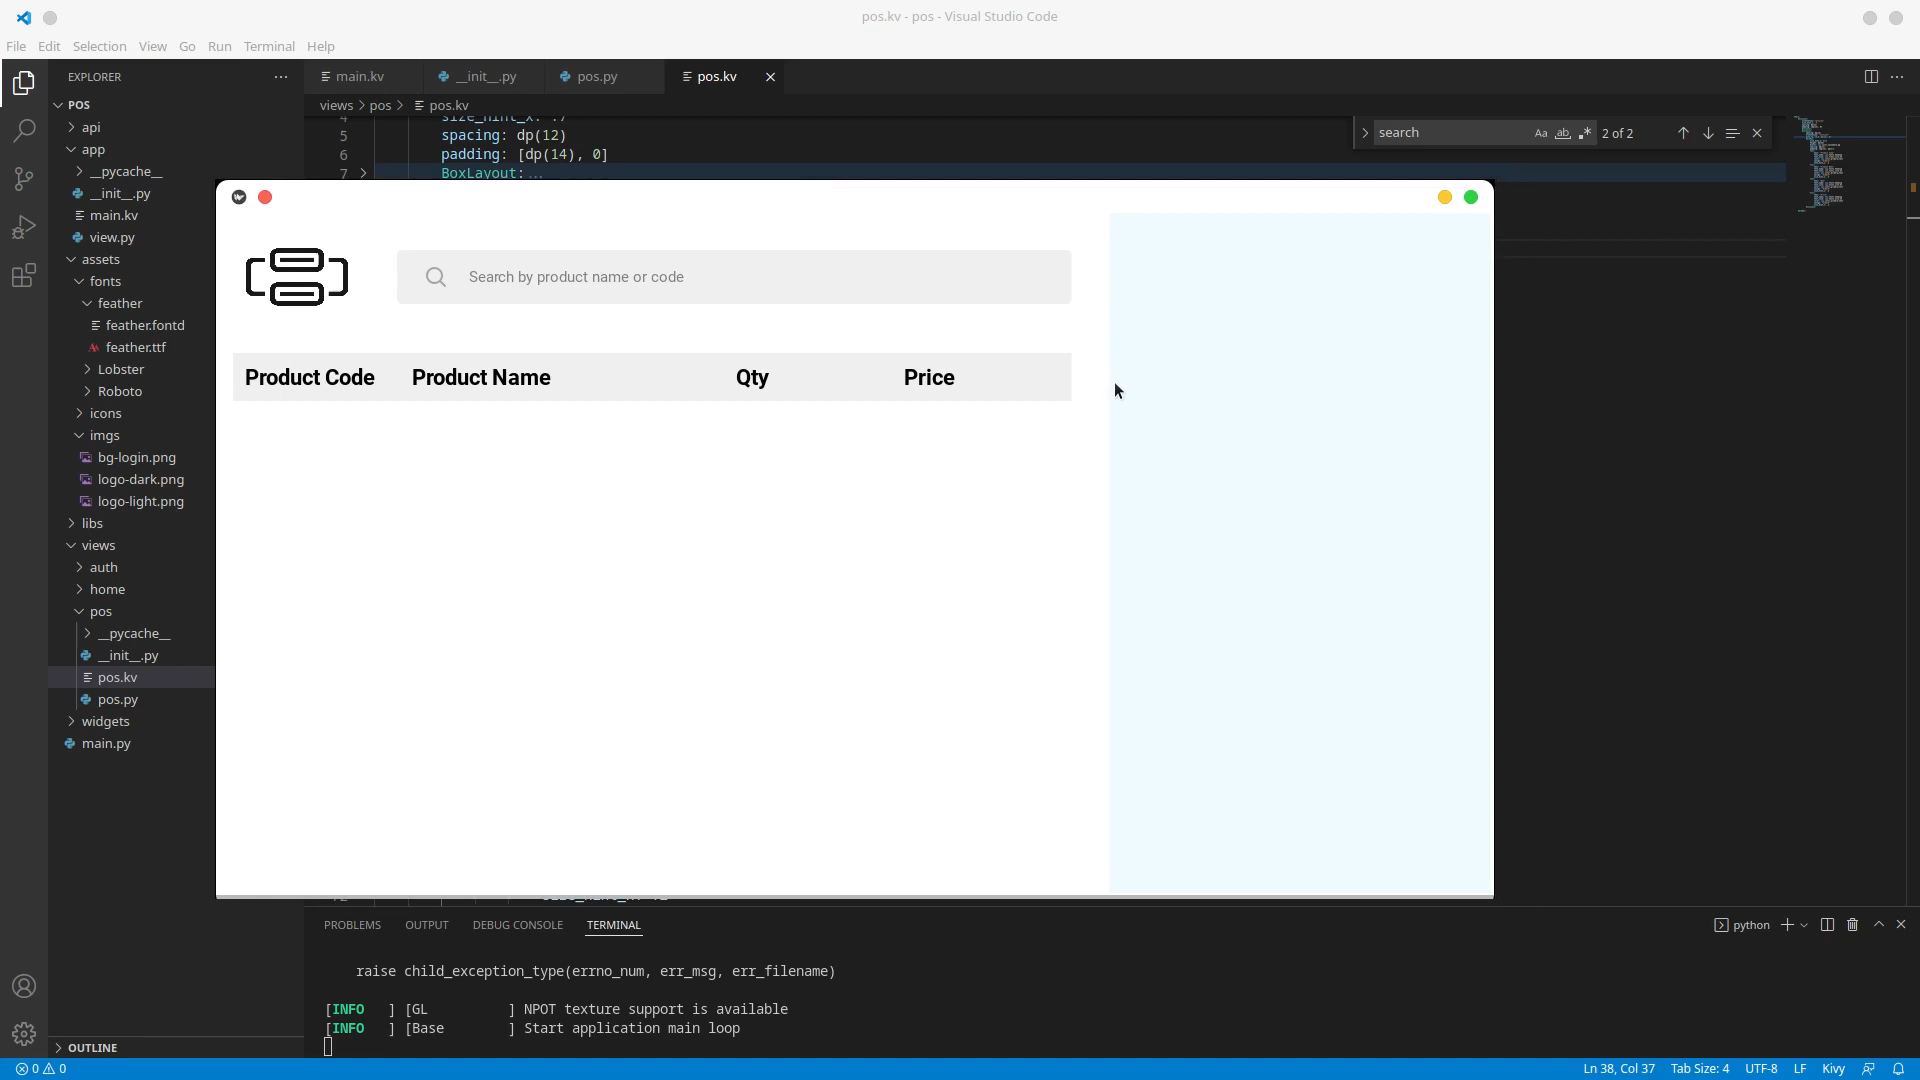 pos.kv - pos - Visual Studio Code
File Edit Selection View Go Run Terminal Help
EXPLORER
main.kv
__init__.py
pos.py
pos.kv
POS
views > pos > pos.kv
api
app
__pycache__
__init__.py
main.kv
view.py
assets
fonts
feather
feather.fontd
feather.ttf
Lobster
Roboto
icons
imgs
bg-login.png
logo-dark.png
logo-light.png
libs
views
auth
home
pos
__pycache__
__init__.py
pos.kv
pos.py
widgets
main.py
OUTLINE
5 spacing: dp(12)
6 padding: [dp(14), 0]
7 BoxLayout: ...
search Aa ab 2 of 2
Search by product name or code
Product Code Product Name Qty Price
PROBLEMS OUTPUT DEBUG CONSOLE TERMINAL
python
raise child_exception_type(errno_num, err_msg, err_filename)
[INFO ] [GL ] NPOT texture support is available
[INFO ] [Base ] Start application main loop
0 0
Ln 38, Col 37 Tab Size: 4 UTF-8 LF Kivy